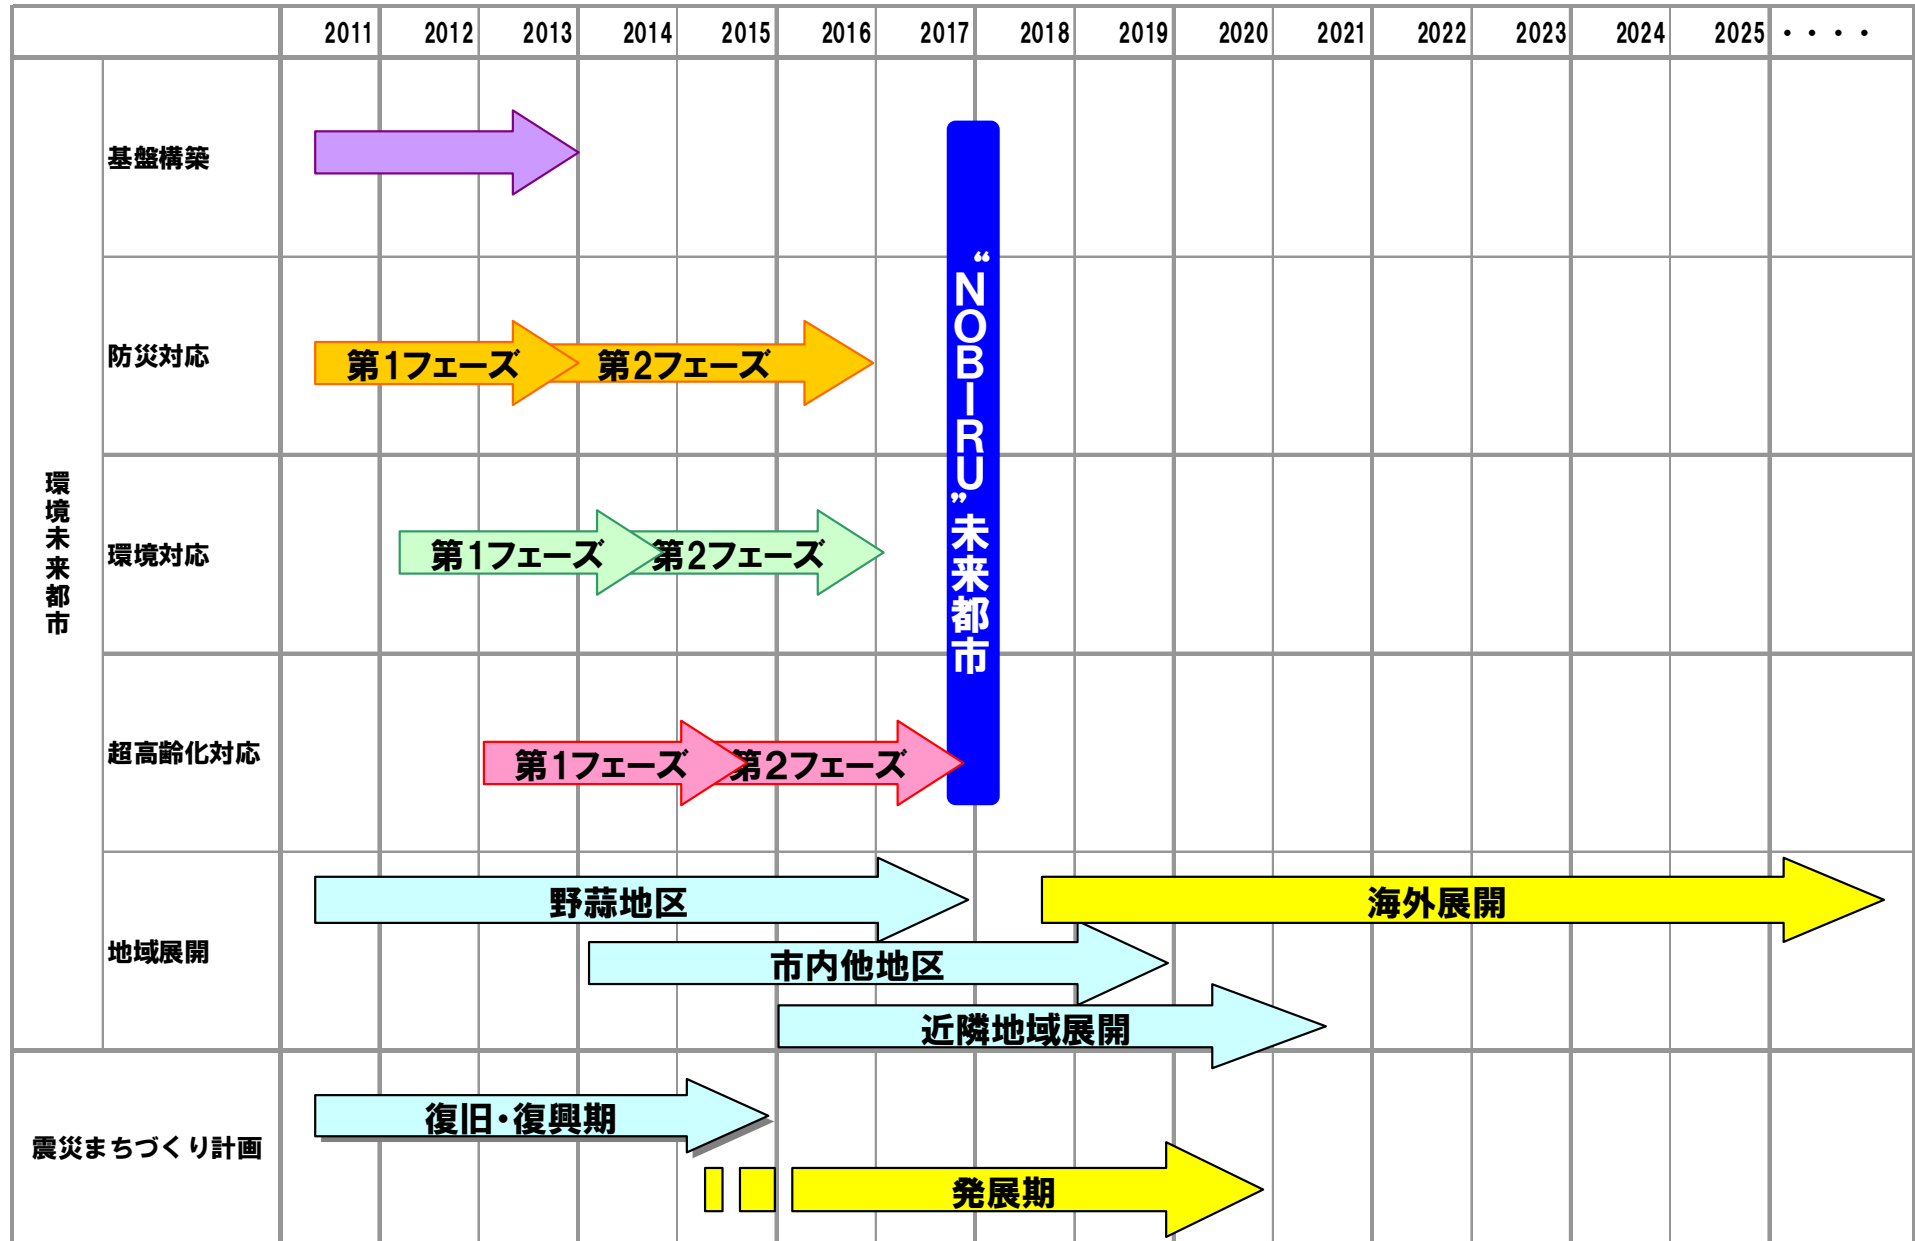 2011 2012 2013 2014 2015 2016 2017 2018 2019 2020 2021 2022 2023 2024 2025 ・・・・
環境未来都市
基盤構築
防災対応
第1フェーズ 第2フェーズ
環境対応
第1フェーズ 第2フェーズ
超高齢化対応
第1フェーズ 第2フェーズ
“NOBIRU”未来都市
地域展開
野蒜地区
海外展開
市内他地区
近隣地域展開
震災まちづくり計画
復旧・復興期
発展期